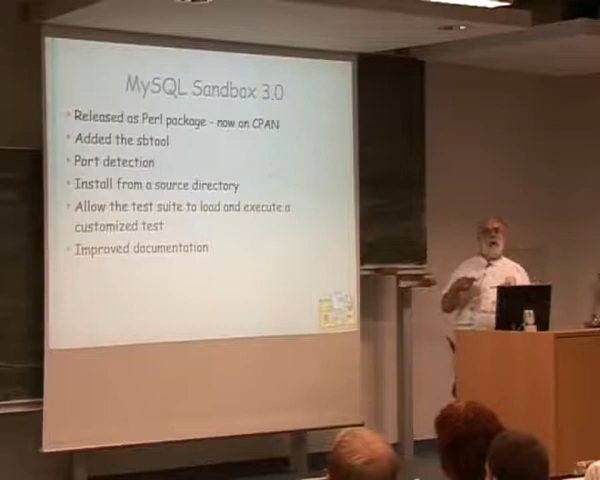 MySQL Sandbox 3.0
Released as Perl package - now on CPAN
Added the sbtool
Port detection
Install from a source directory
Allow the test suite to load and execute a
customized test
Improved documentation